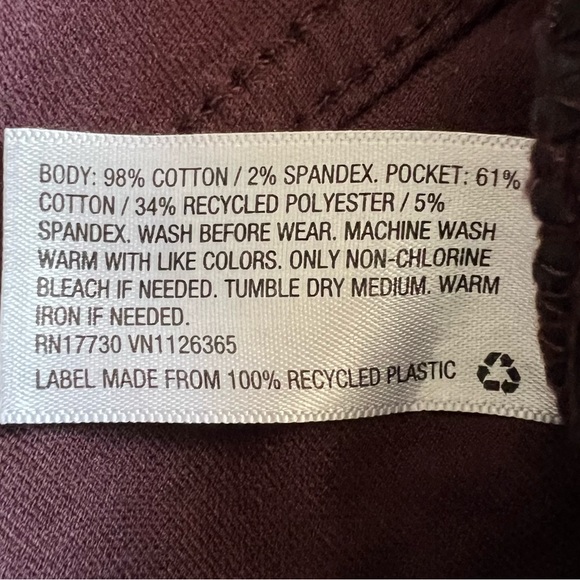 BODY: 98% COTTON / 2% SPANDEX. POCKET: 61%
COTTON / 34% RECYCLED POLYESTER / 5%
SPANDEX. WASH BEFORE WEAR. MACHINE WASH
WARM WITH LIKE COLORS. ONLY NON-CHLORINE
BLEACH IF NEEDED. TUMBLE DRY MEDIUM. WARM
IRON IF NEEDED.
RN17730 VN1126365
LABEL MADE FROM 100% RECYCLED PLASTIC